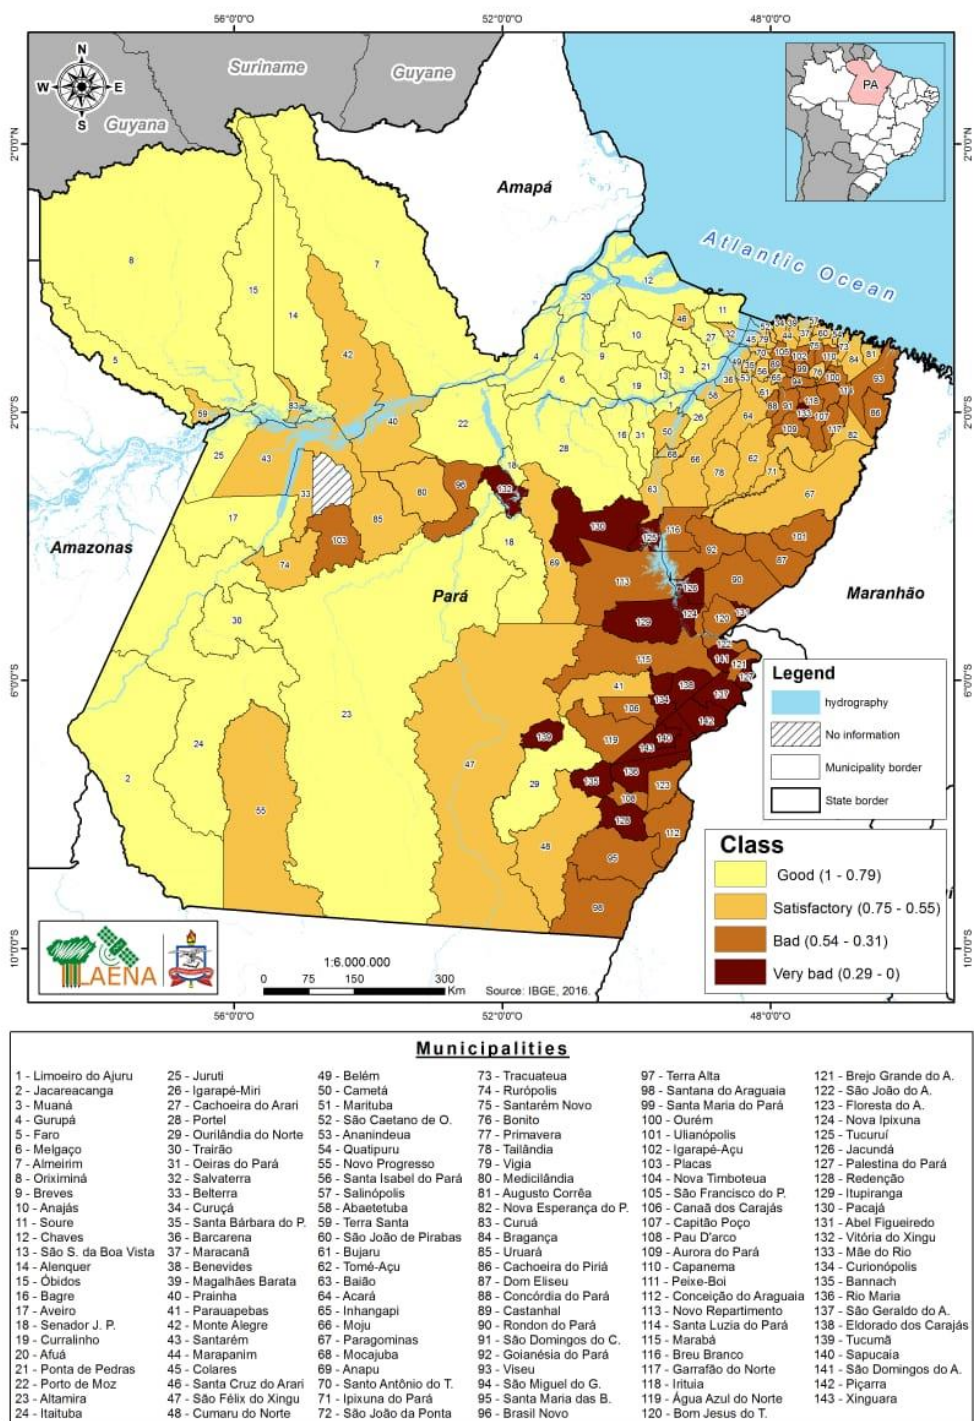 56°0'0"O 52°0'0"O 48°0'0"O
N
W E
S
Suriname
Guyane
Guyana
PA
2°0'0"N
2°0'0"N
Amapá
Atlantic Ocean
2°0'0"S
2°0'0"S
Amazonas
Pará
Maranhão
6°0'0"S
6°0'0"S
Legend
hydrography
No information
Municipality border
State border
Class
Good (1 - 0.79)
Satisfactory (0.75 - 0.55)
Bad (0.54 - 0.31)
Very bad (0.29 - 0)
10°0'0"S
10°0'0"S
LAENA
1:6.000.000
0 75 150 300
Km
Source: IBGE, 2016.
56°0'0"O 52°0'0"O 48°0'0"O
Municipalities
1 - Limoeiro do Ajuru
2 - Jacareacanga
3 - Muaná
4 - Gurupá
5 - Faro
6 - Melgaço
7 - Almeirim
8 - Oriximiná
9 - Breves
10 - Anajás
11 - Soure
12 - Chaves
13 - São S. da Boa Vista
14 - Alenquer
15 - Óbidos
16 - Bagre
17 - Aveiro
18 - Senador J. P.
19 - Curralinho
20 - Afuá
21 - Ponta de Pedras
22 - Porto de Moz
23 - Altamira
24 - Itaituba
25 - Juruti
26 - Igarapé-Miri
27 - Cachoeira do Arari
28 - Portel
29 - Ourilândia do Norte
30 - Trairão
31 - Oeiras do Pará
32 - Salvaterra
33 - Belterra
34 - Curuçá
35 - Santa Bárbara do P.
36 - Barcarena
37 - Maracanã
38 - Benevides
39 - Magalhães Barata
40 - Prainha
41 - Parauapebas
42 - Monte Alegre
43 - Santarém
44 - Marapanim
45 - Colares
46 - Santa Cruz do Arari
47 - São Félix do Xingu
48 - Cumaru do Norte
49 - Belém
50 - Cametá
51 - Marituba
52 - São Caetano de O.
53 - Ananindeua
54 - Quatipuru
55 - Novo Progresso
56 - Santa Isabel do Pará
57 - Salinópolis
58 - Abaetetuba
59 - Terra Santa
60 - São João de Pirabas
61 - Bujaru
62 - Tomé-Açu
63 - Baião
64 - Acará
65 - Inhangapi
66 - Moju
67 - Paragominas
68 - Mocajuba
69 - Anapu
70 - Santo Antônio do T.
71 - Ipixuna do Pará
72 - São João da Ponta
73 - Tracuateua
74 - Rurópolis
75 - Santarém Novo
76 - Bonito
77 - Primavera
78 - Tailândia
79 - Vigia
80 - Medicilândia
81 - Augusto Corrêa
82 - Nova Esperança do P.
83 - Curuá
84 - Bragança
85 - Uruará
86 - Cachoeira do Piriá
87 - Dom Eliseu
88 - Concórdia do Pará
89 - Castanhal
90 - Rondon do Pará
91 - São Domingos do C.
92 - Goianésia do Pará
93 - Viseu
94 - São Miguel do G.
95 - Santa Maria das B.
96 - Brasil Novo
97 - Terra Alta
98 - Santana do Araguaia
99 - Santa Maria do Pará
100 - Ourém
101 - Ulianópolis
102 - Igarapé-Açu
103 - Placas
104 - Nova Timboteua
105 - São Francisco do P.
106 - Canaã dos Carajás
107 - Capitão Poço
108 - Pau D'arco
109 - Aurora do Pará
110 - Capanema
111 - Peixe-Boi
112 - Conceição do Araguaia
113 - Novo Repartimento
114 - Santa Luzia do Pará
115 - Marabá
116 - Breu Branco
117 - Garrafão do Norte
118 - Irituia
119 - Água Azul do Norte
120 - Bom Jesus do T.
121 - Brejo Grande do A.
122 - São João do A.
123 - Floresta do A.
124 - Nova Ipixuna
125 - Tucuruí
126 - Jacundá
127 - Palestina do Pará
128 - Redenção
129 - Itupiranga
130 - Pacajá
131 - Abel Figueiredo
132 - Vitória do Xingu
133 - Mãe do Rio
134 - Curionópolis
135 - Bannach
136 - Rio Maria
137 - São Geraldo do A.
138 - Eldorado dos Carajás
139 - Tucumã
140 - Sapucaia
141 - São Domingos do A.
142 - Piçarra
143 - Xinguara